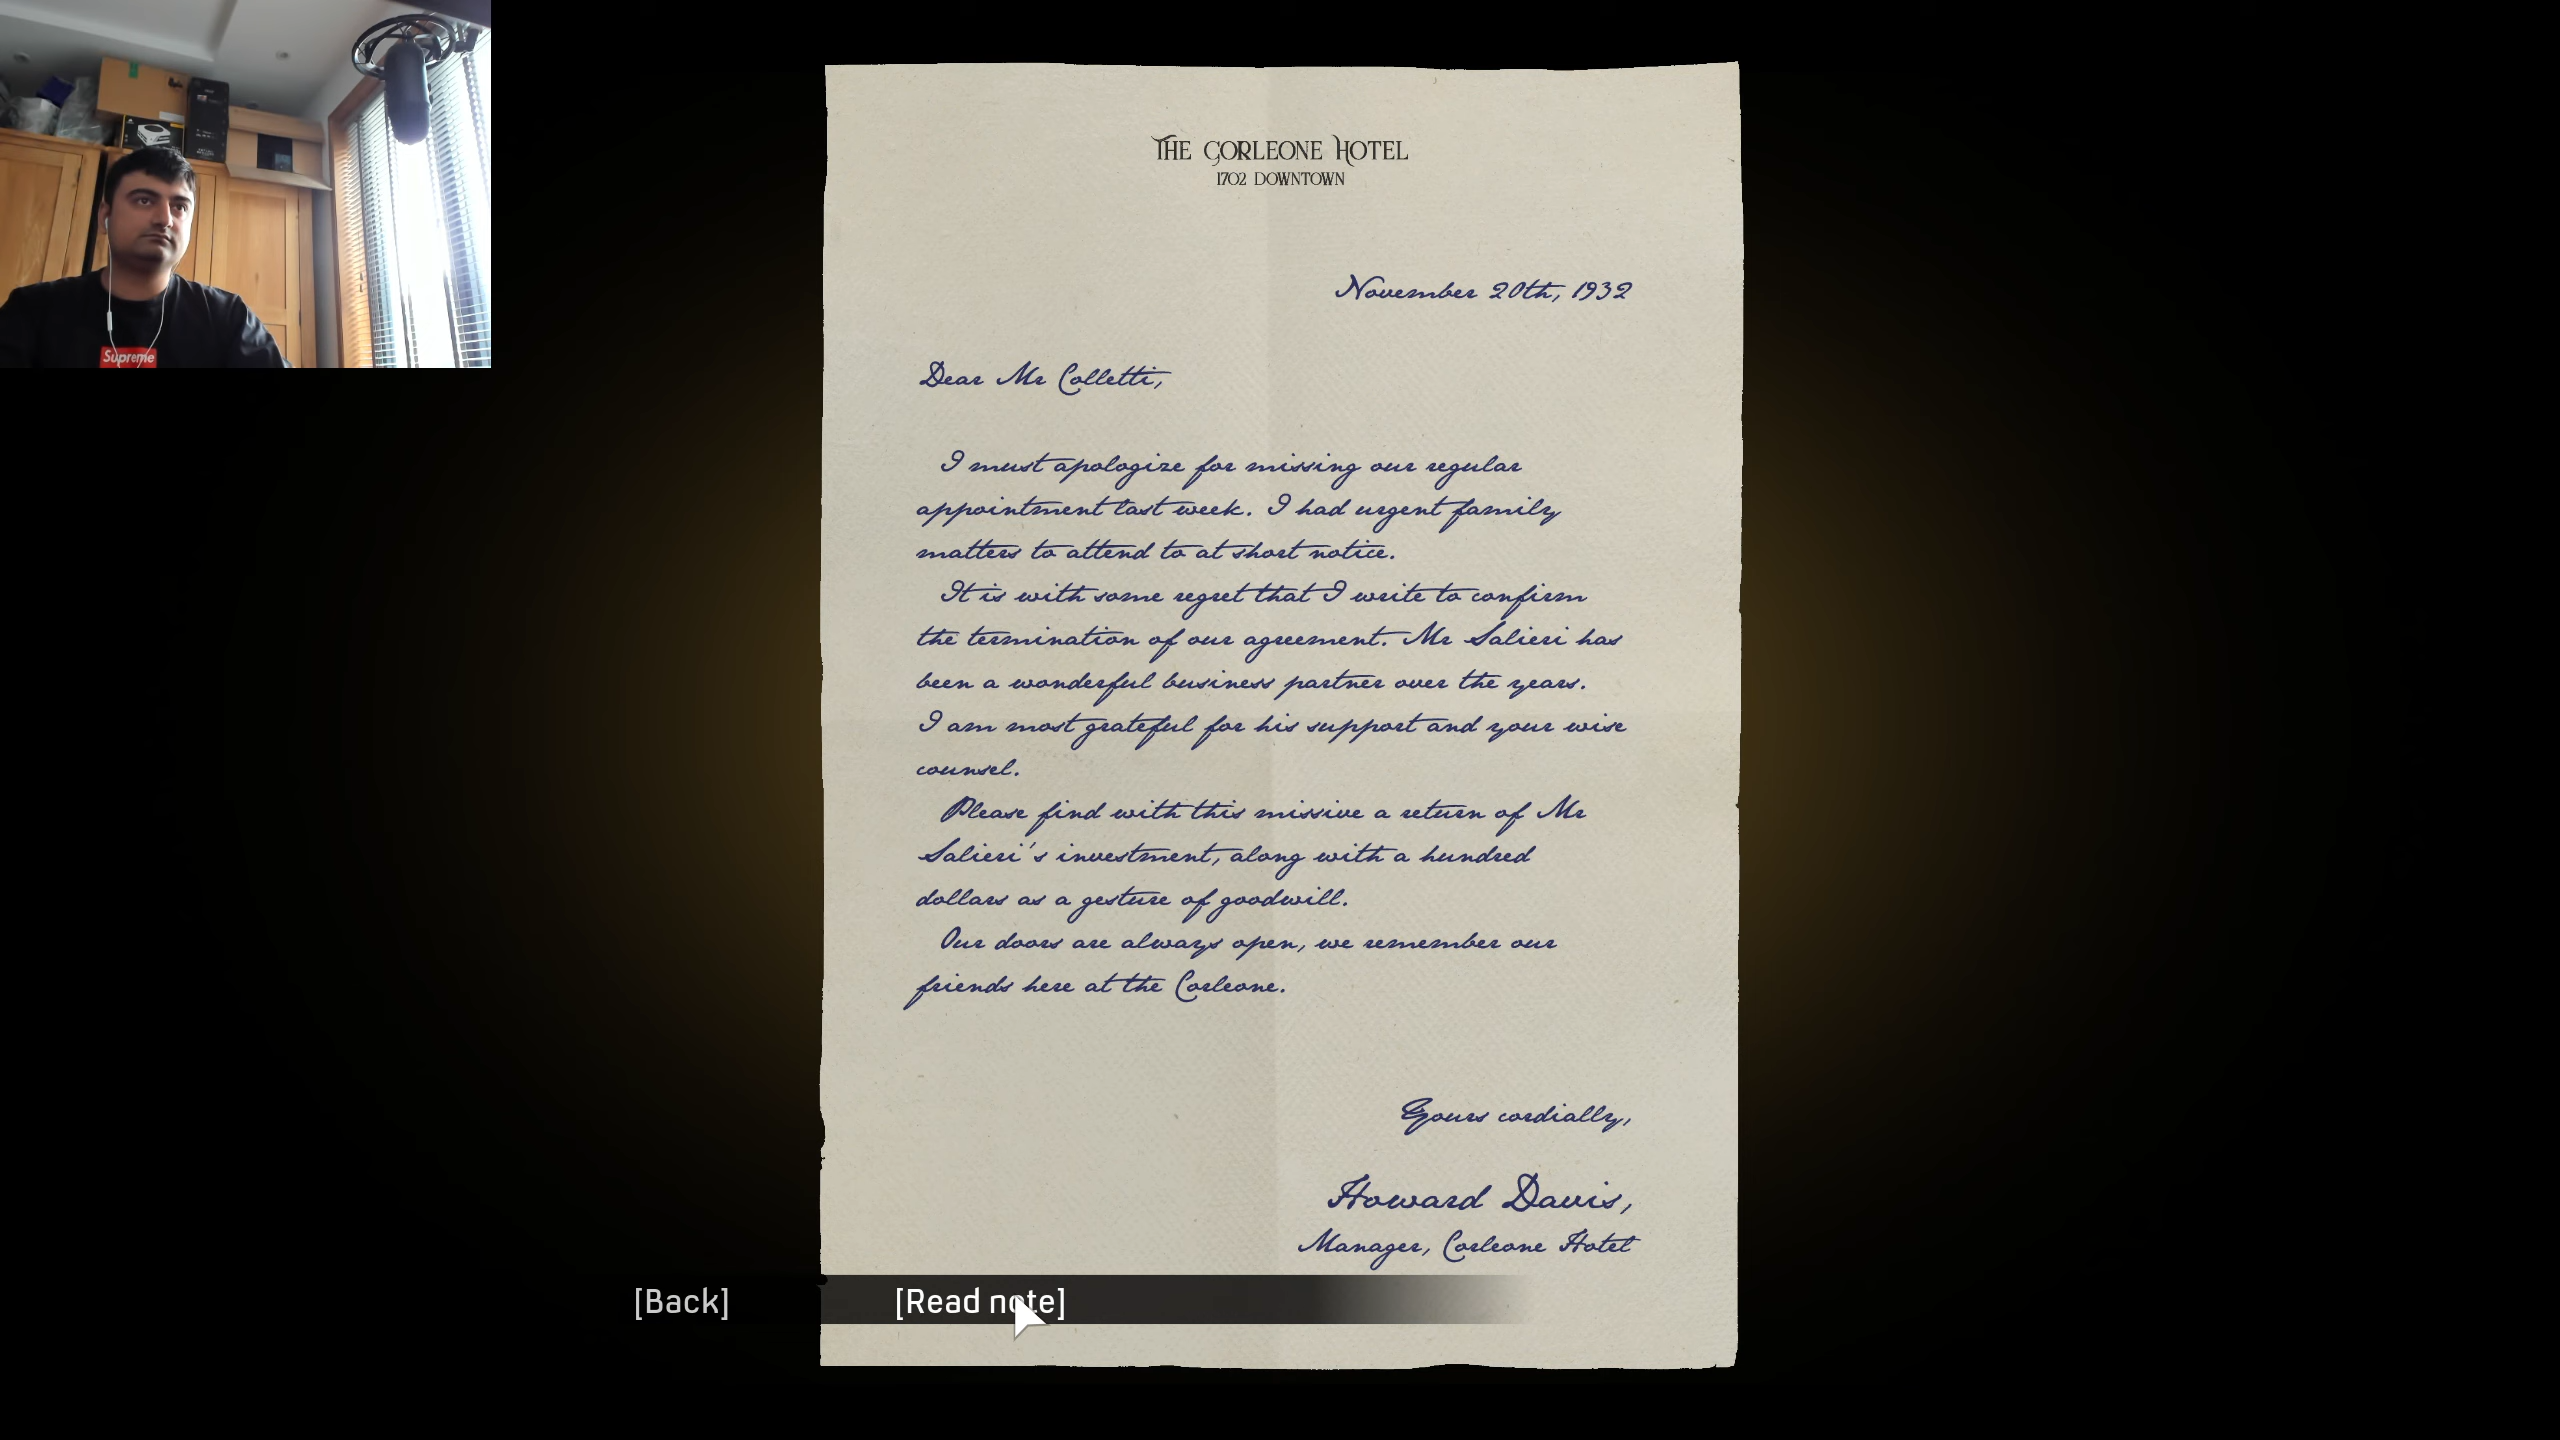 Supreme
THE CORLEONE HOTEL
1702 DOWNTOWN
November 20th, 1932
Dear Mr Colletti,
I must apologize for missing our regular
appointment last week. I had urgent family
matters to attend to at short notice.
It is with some regret that I write to confirm
the termination of our agreement. Mr Salieri has
been a wonderful business partner over the years.
I am most grateful for his support and your wise
counsel.
Please find with this missive a return of Mr
Salieri's investment, along with a hundred
dollars as a gesture of goodwill.
Our doors are always open, we remember our
friends here at the Corleone.
Yours cordially,
Howard Davis,
Manager, Corleone Hotel
[Back] [Read note]